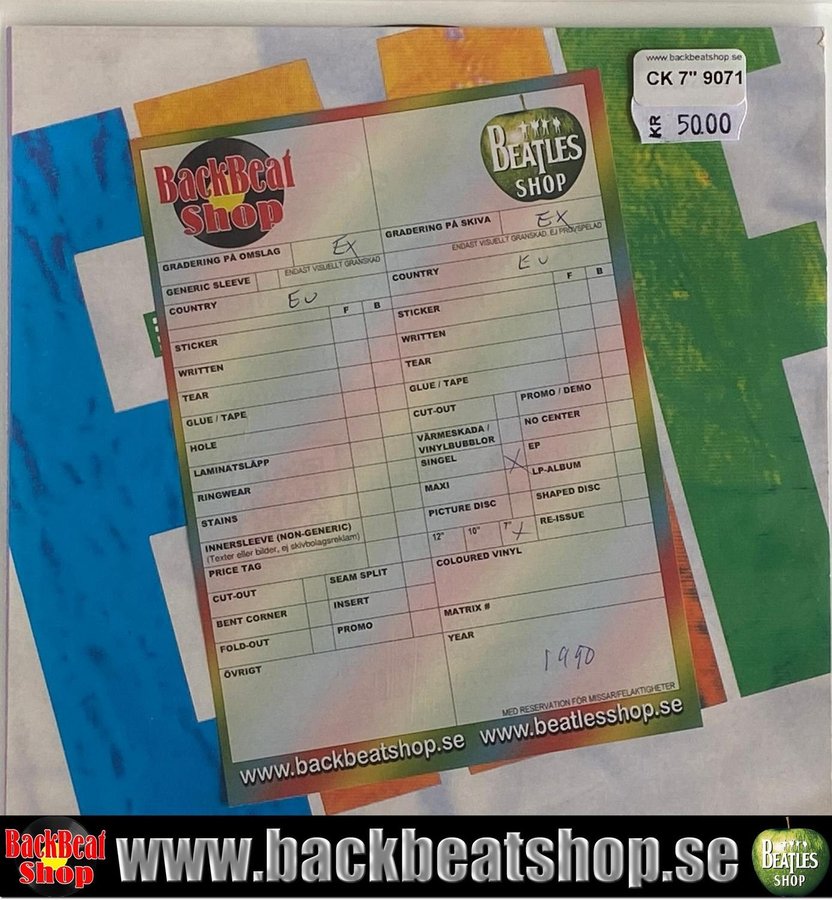 www.backbeatshop.se
CK 7" 9071
KR 50.00
BackBeat
Shop
BEATLES
SHOP
GRADERING PÅ OMSLAG EX
ENDAST VISUELLT GRANSKAD
GENERIC SLEEVE
COUNTRY EU
F B
STICKER
WRITTEN
TEAR
GLUE / TAPE
HOLE
LAMINATSLÄPP
RINGWEAR
STAINS
INNERSLEEVE (NON-GENERIC)
(Texter eller bilder, ej skivbolagsreklam)
PRICE TAG
CUT-OUT SEAM SPLIT
BENT CORNER INSERT
FOLD-OUT PROMO
ÖVRIGT
GRADERING PÅ SKIVA EX
ENDAST VISUELLT GRANSKAD, EJ PROVSPELAD
COUNTRY EU
F B
STICKER
WRITTEN
TEAR
GLUE / TAPE
CUT-OUT PROMO / DEMO
VÄRMESKADA /
VINYLBUBBLOR NO CENTER
SINGEL X EP
MAXI LP-ALBUM
PICTURE DISC SHAPED DISC
12" 10" 7" X RE-ISSUE
COLOURED VINYL
MATRIX #
YEAR
1990
MED RESERVATION FÖR MISSAR/FELAKTIGHETER
www.backbeatshop.se www.beatlesshop.se
BackBeat
Shop
www.backbeatshop.se
BEATLES
SHOP